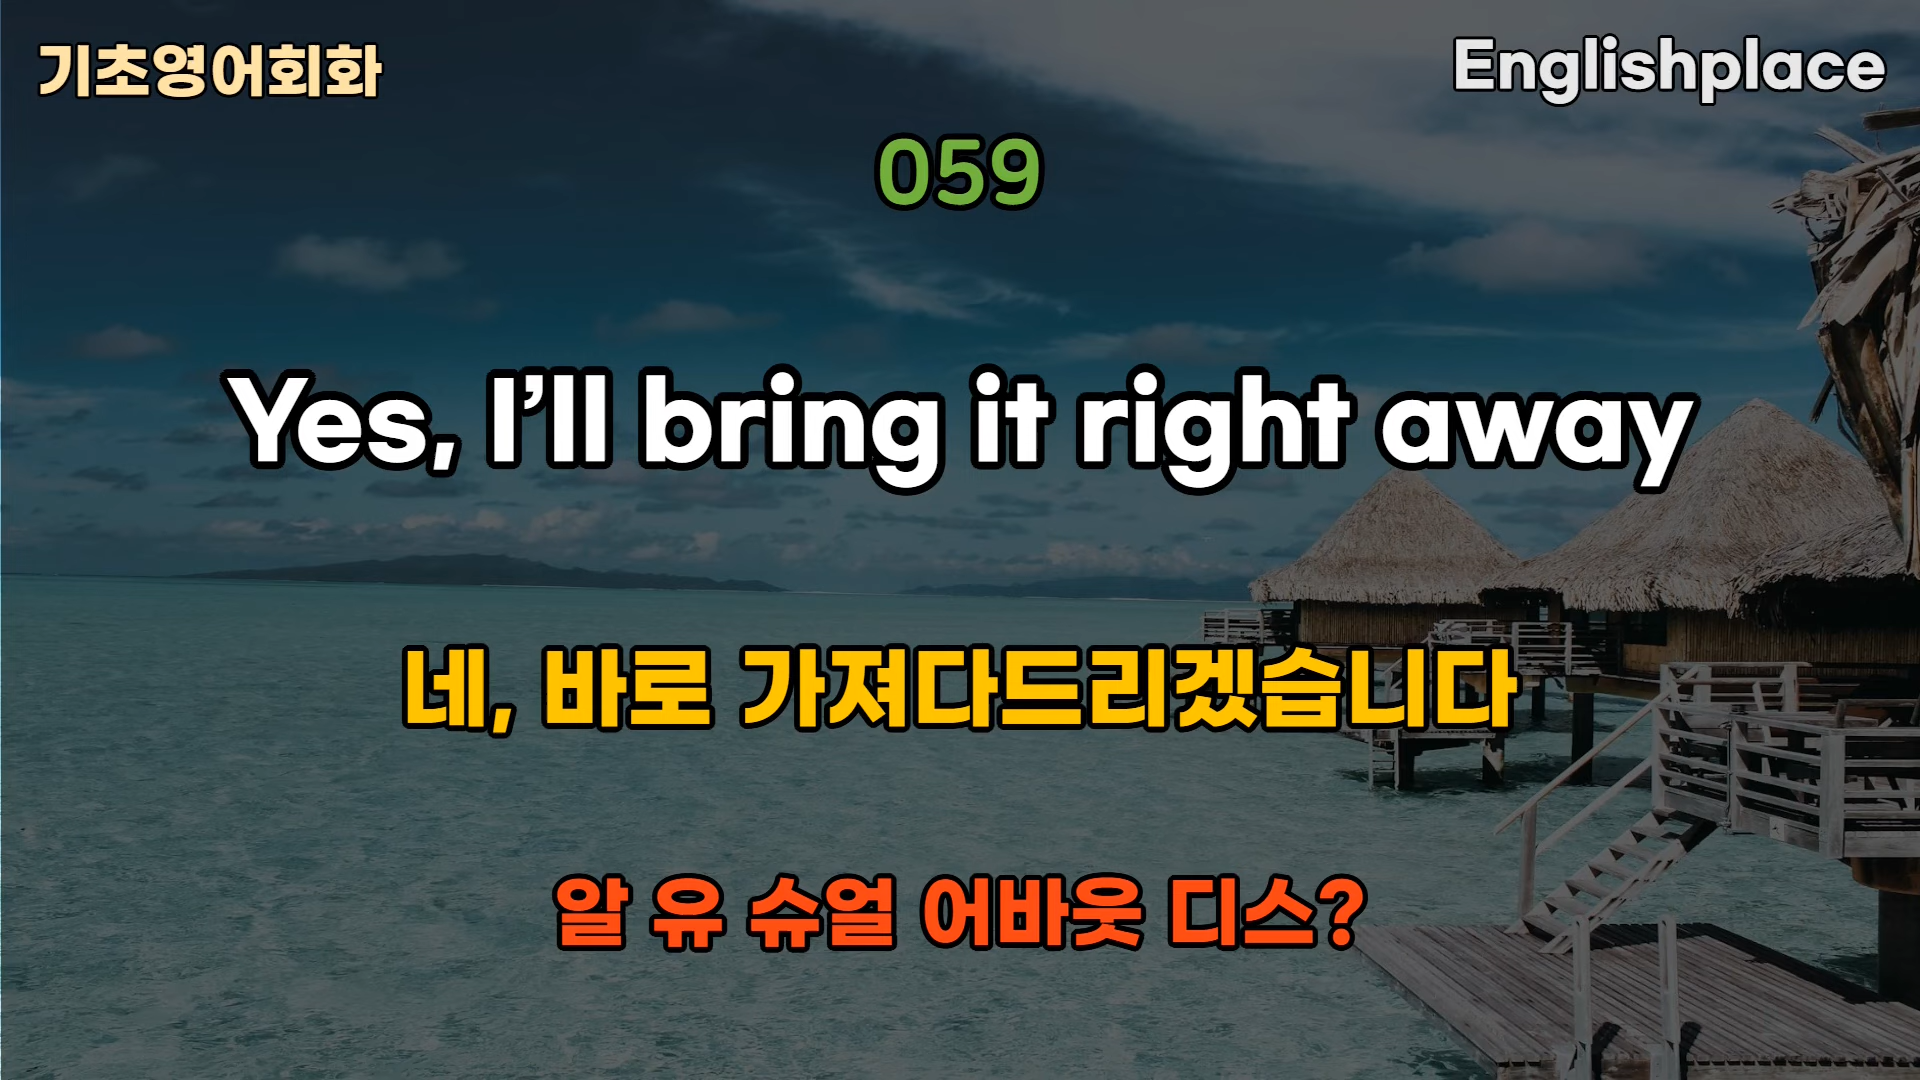 기초영어회화
Englishplace
059
Yes, I’ll bring it right away
네, 바로 가져다드리겠습니다
알 유 슈얼 어바웃 디스?